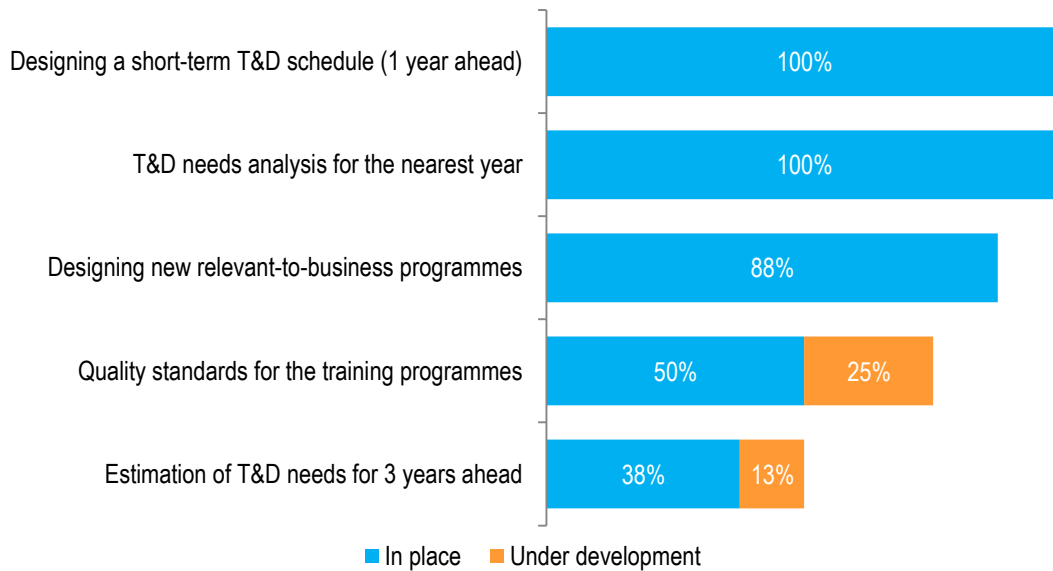 Designing a short-term T&D schedule (1 year ahead)
100%
T&D needs analysis for the nearest year
100%
Designing new relevant-to-business programmes
88%
Quality standards for the training programmes
50%
25%
Estimation of T&D needs for 3 years ahead
38%
13%
In place
Under development